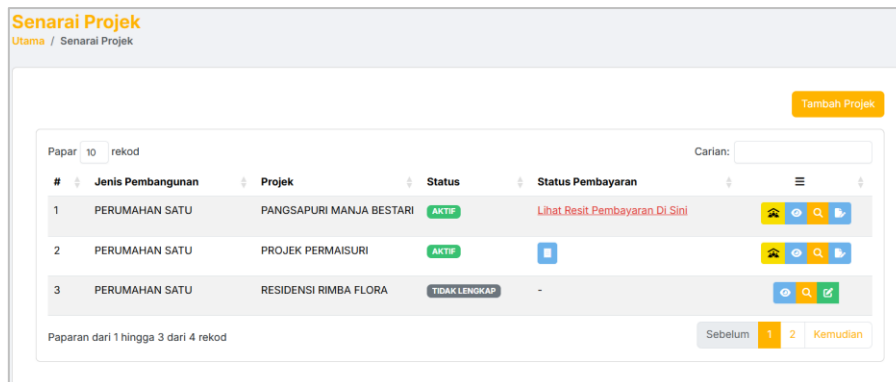 Senarai Projek
Utama / Senarai Projek
Tambah Projek
Papar 10 rekod Carian:
# Jenis Pembangunan Projek Status Status Pembayaran
1 PERUMAHAN SATU PANGSAPURI MANJA BESTARI AKTIF Lihat Resit Pembayaran Di Sini
2 PERUMAHAN SATU PROJEK PERMAISURI AKTIF
3 PERUMAHAN SATU RESIDENSI RIMBA FLORA TIDAK LENGKAP -
Paparan dari 1 hingga 3 dari 4 rekod Sebelum 1 2 Kemudian